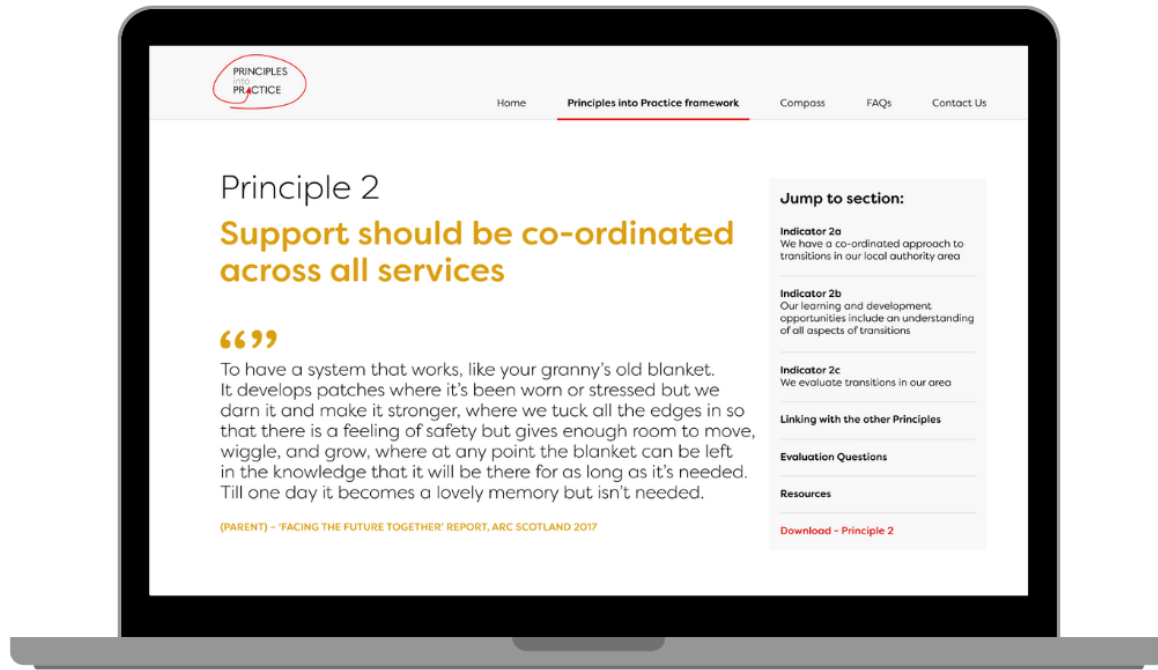 PRINCIPLES
into
PRACTICE
Home Principles into Practice framework Compass FAQs Contact Us
Principle 2
Support should be co-ordinated
across all services
“”
To have a system that works, like your granny’s old blanket.
It develops patches where it’s been worn or stressed but we
darn it and make it stronger, where we tuck all the edges in so
that there is a feeling of safety but gives enough room to move,
wiggle, and grow, where at any point the blanket can be left
in the knowledge that it will be there for as long as it’s needed.
Till one day it becomes a lovely memory but isn’t needed.
(PARENT) – ‘FACING THE FUTURE TOGETHER’ REPORT, ARC SCOTLAND 2017
Jump to section:
Indicator 2a
We have a co-ordinated approach to
transitions in our local authority area
Indicator 2b
Our learning and development
opportunities include an understanding
of all aspects of transitions
Indicator 2c
We evaluate transitions in our area
Linking with the other Principles
Evaluation Questions
Resources
Download - Principle 2